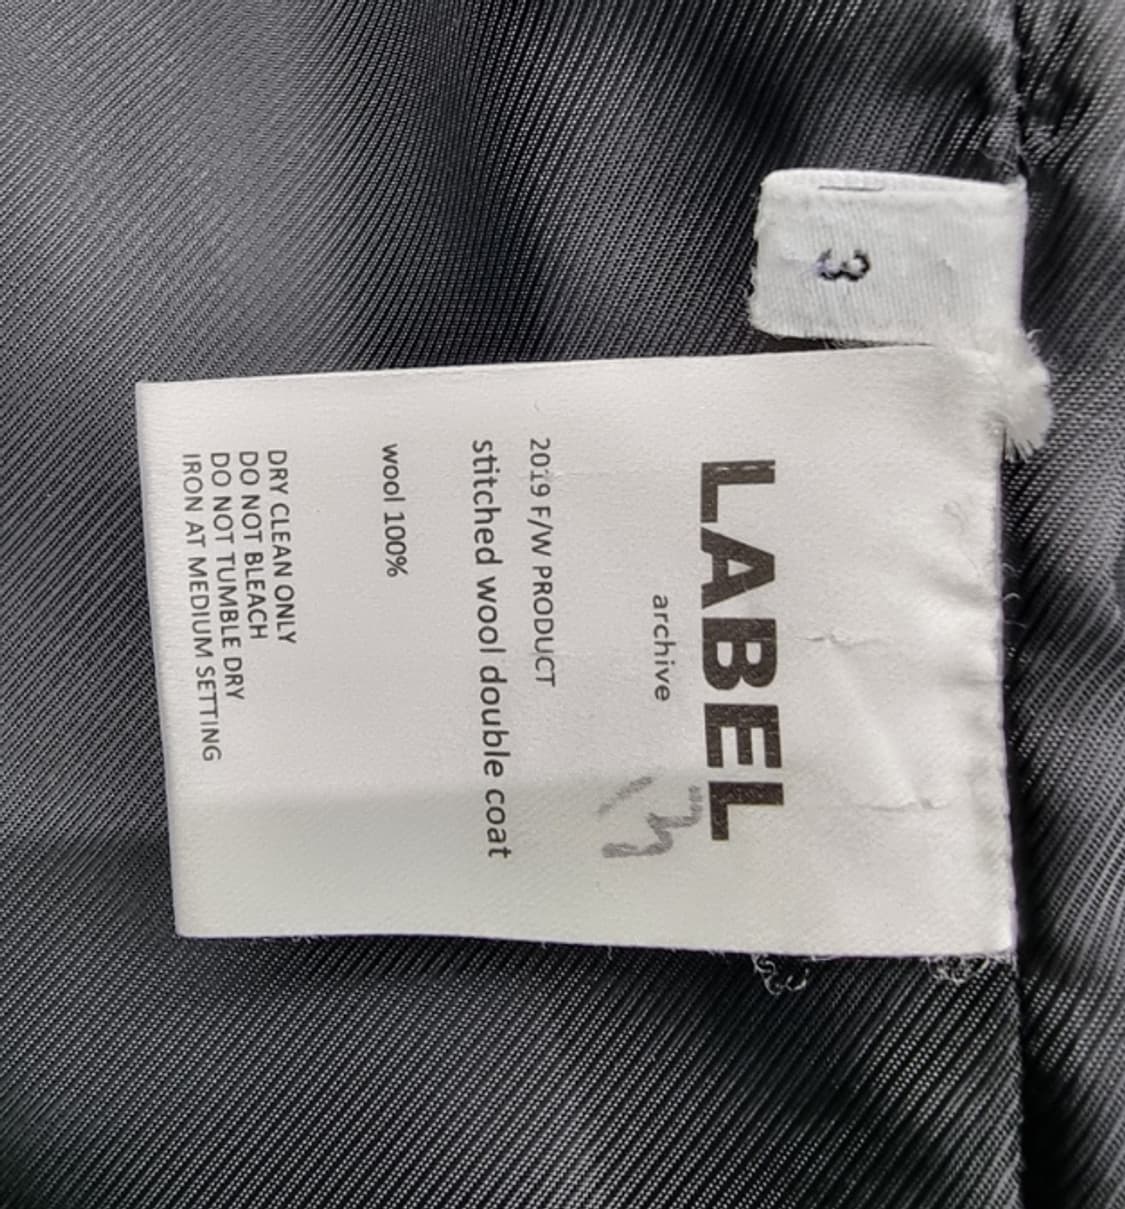 3
LABEL
archive
2019 F/W PRODUCT
stitched wool double coat
wool 100%
DRY CLEAN ONLY
DO NOT BLEACH
DO NOT TUMBLE DRY
IRON AT MEDIUM SETTING